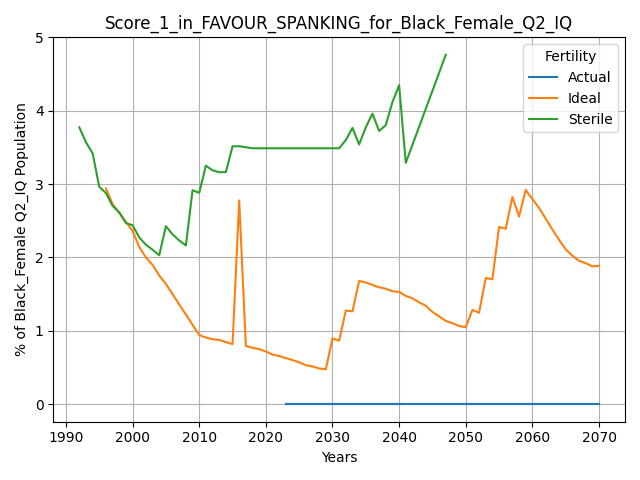 Score_1_in_FAVOUR_SPANKING_for_Black_Female_Q2_IQ
% of Black_Female Q2_IQ Population
5
4
3
2
1
0
Fertility
Actual
Ideal
Sterile
1990 2000 2010 2020 2030 2040 2050 2060 2070
Years